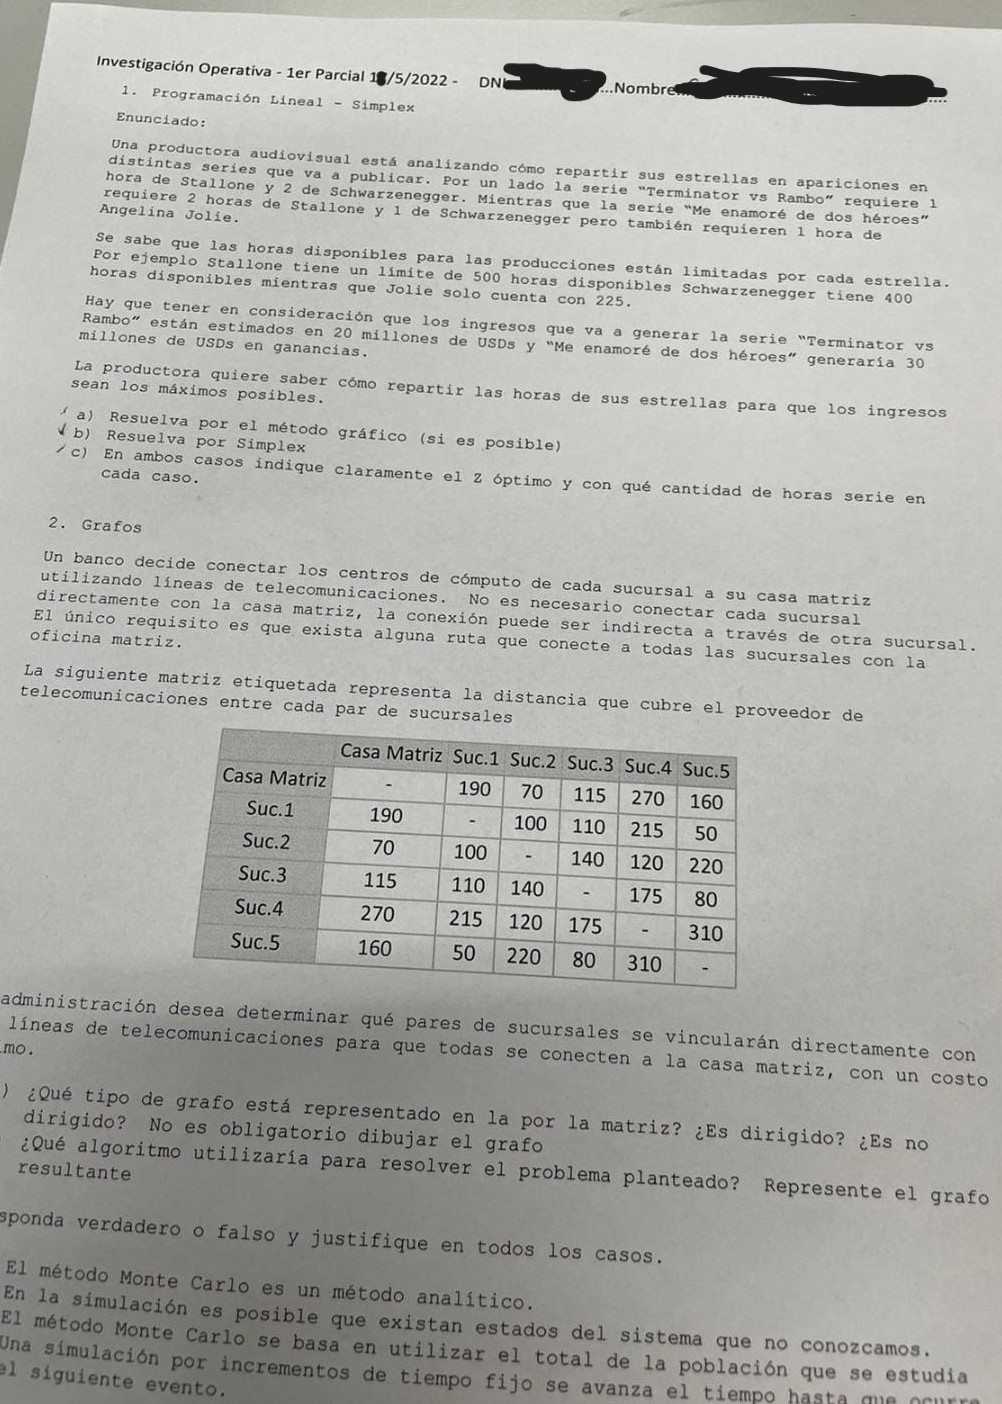 Investigación Operativa - 1er Parcial 1 /5/2022 - DNI ...Nombre
1. Programación Lineal - Simplex
Enunciado:
Una productora audiovisual está analizando cómo repartir sus estrellas en apariciones en
distintas series que va a publicar. Por un lado la serie "Terminator vs Rambo" requiere 1
hora de Stallone y 2 de Schwarzenegger. Mientras que la serie "Me enamoré de dos héroes"
requiere 2 horas de Stallone y 1 de Schwarzenegger pero también requieren 1 hora de
Angelina Jolie.
Se sabe que las horas disponibles para las producciones están limitadas por cada estrella.
Por ejemplo Stallone tiene un límite de 500 horas disponibles Schwarzenegger tiene 400
horas disponibles mientras que Jolie solo cuenta con 225.
Hay que tener en consideración que los ingresos que va a generar la serie "Terminator vs
Rambo" están estimados en 20 millones de USDs y "Me enamoré de dos héroes" generaría 30
millones de USDs en ganancias.
La productora quiere saber cómo repartir las horas de sus estrellas para que los ingresos
sean los máximos posibles.
a) Resuelva por el método gráfico (si es posible)
b) Resuelva por Simplex
c) En ambos casos indique claramente el Z óptimo y con qué cantidad de horas serie en
cada caso.
2. Grafos
Un banco decide conectar los centros de cómputo de cada sucursal a su casa matriz
utilizando líneas de telecomunicaciones. No es necesario conectar cada sucursal
directamente con la casa matriz, la conexión puede ser indirecta a través de otra sucursal.
El único requisito es que exista alguna ruta que conecte a todas las sucursales con la
oficina matriz.
La siguiente matriz etiquetada representa la distancia que cubre el proveedor de
telecomunicaciones entre cada par de sucursales
Casa Matriz Suc.1 Suc.2 Suc.3 Suc.4 Suc.5
Casa Matriz - 190 70 115 270 160
Suc.1 190 - 100 110 215 50
Suc.2 70 100 - 140 120 220
Suc.3 115 110 140 - 175 80
Suc.4 270 215 120 175 - 310
Suc.5 160 50 220 80 310 -
administración desea determinar qué pares de sucursales se vincularán directamente con
líneas de telecomunicaciones para que todas se conecten a la casa matriz, con un costo
mo.
) ¿Qué tipo de grafo está representado en la por la matriz? ¿Es dirigido? ¿Es no
dirigido? No es obligatorio dibujar el grafo
¿Qué algoritmo utilizaría para resolver el problema planteado? Represente el grafo
resultante
sponda verdadero o falso y justifique en todos los casos.
El método Monte Carlo es un método analítico.
En la simulación es posible que existan estados del sistema que no conozcamos.
El método Monte Carlo se basa en utilizar el total de la población que se estudia
Una simulación por incrementos de tiempo fijo se avanza el tiempo hasta que ocurre
el siguiente evento.